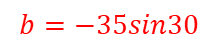 b = −35sin30